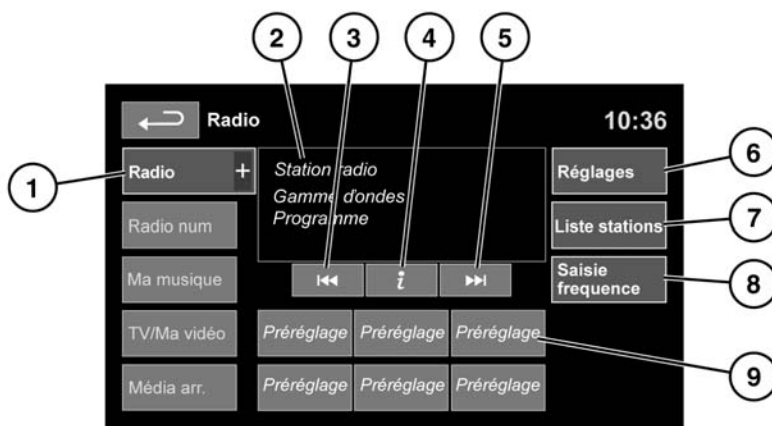 2 3 4 5
Radio 10:36
1
Radio +
Station radio
Gamme d'ondes
Programme
Réglages
6
Radio num
Liste stations
7
Ma musique
i
Saisie
frequence
8
TV/Ma vidéo
Préréglage Préréglage Préréglage
9
Média arr.
Préréglage Préréglage Préréglage